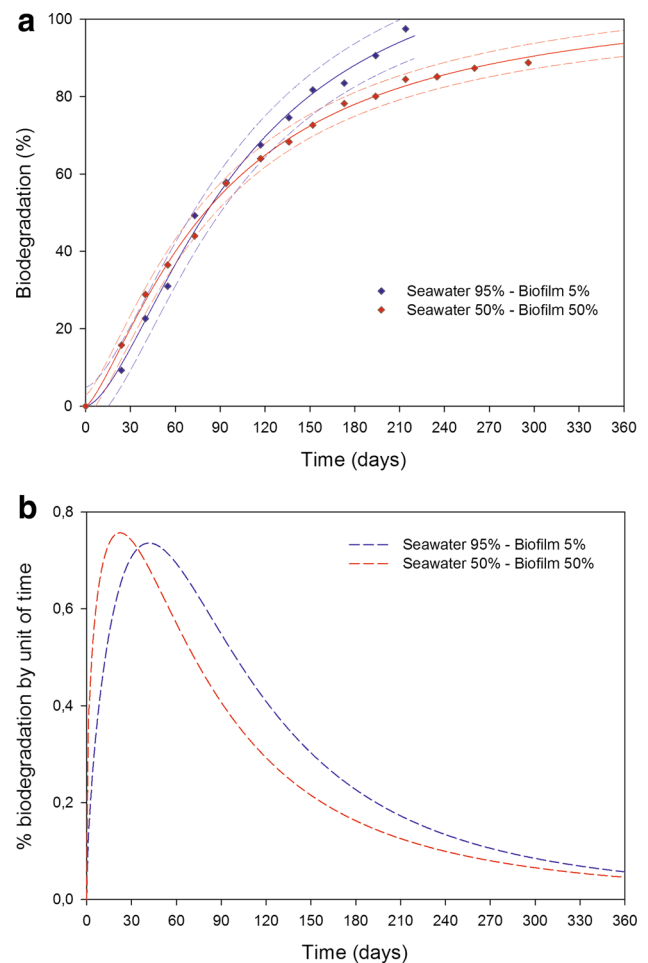 a
100
80
60
40
20
0
Biodegradation (%)
Seawater 95% - Biofilm 5%
Seawater 50% - Biofilm 50%
0 30 60 90 120 150 180 210 240 270 300 330 360
Time (days)
b
0,8
0,6
0,4
0,2
0,0
% biodegradation by unit of time
Seawater 95% - Biofilm 5%
Seawater 50% - Biofilm 50%
0 30 60 90 120 150 180 210 240 270 300 330 360
Time (days)